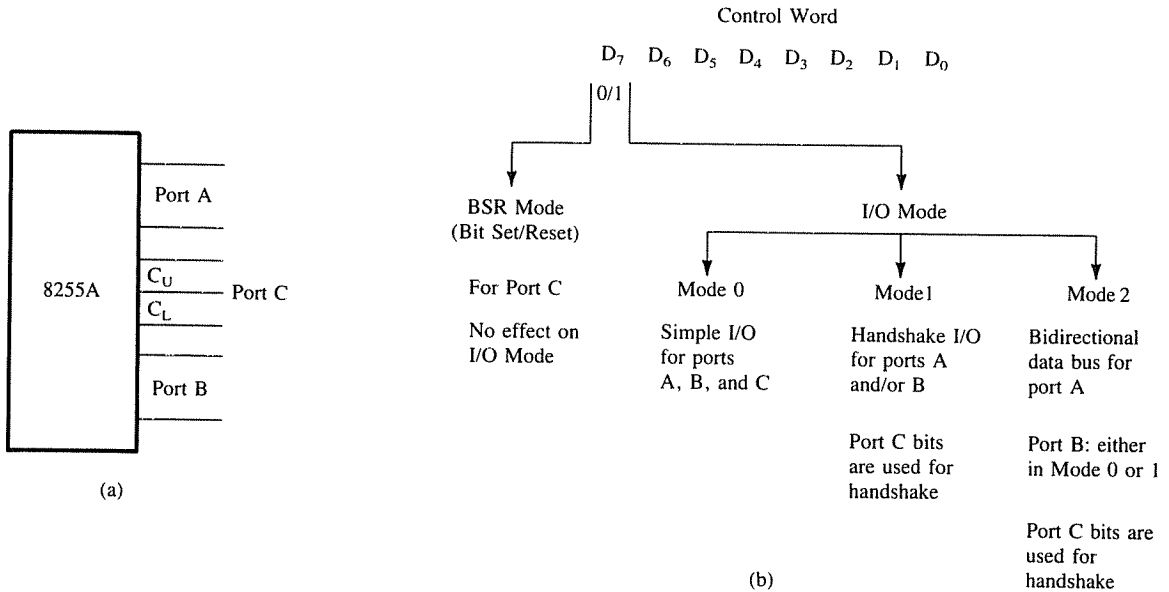 Control Word
D7 D6 D5 D4 D3 D2 D1 D0
0/1
8255A
Port A
CU
CL
Port C
Port B
(a)
BSR Mode
(Bit Set/Reset)
For Port C
No effect on
I/O Mode
I/O Mode
Mode 0
Simple I/O
for ports
A, B, and C
Mode1
Handshake I/O
for ports A
and/or B
Port C bits
are used for
handshake
Mode 2
Bidirectional
data bus for
port A
Port B: either
in Mode 0 or 1
Port C bits are
used for
handshake
(b)